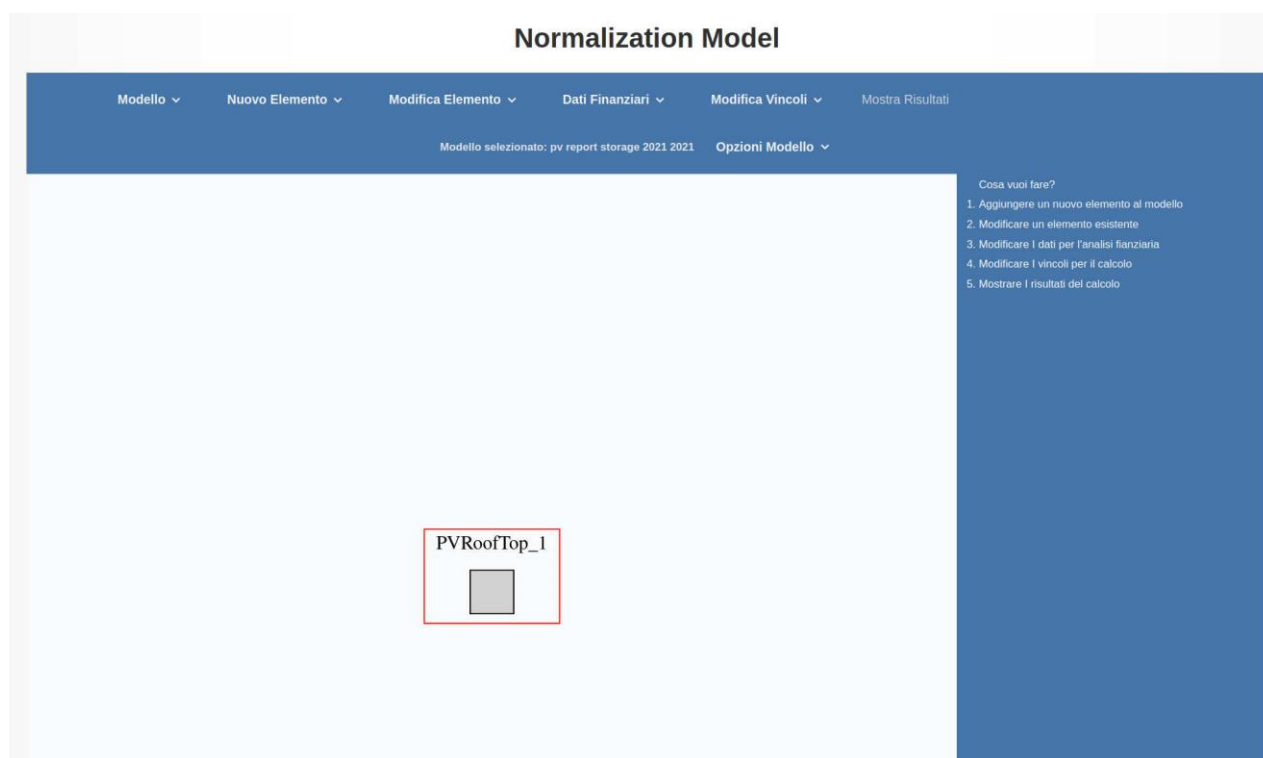 Normalization Model
Modello Nuovo Elemento Modifica Elemento Dati Finanziari Modifica Vincoli Mostra Risultati
Modello selezionato: pv report storage 2021 2021 Opzioni Modello
Cosa vuoi fare?
1. Aggiungere un nuovo elemento al modello
2. Modificare un elemento esistente
3. Modificare I dati per l'analisi fianziaria
4. Modificare I vincoli per il calcolo
5. Mostrare I risultati del calcolo
PVRoofTop_1